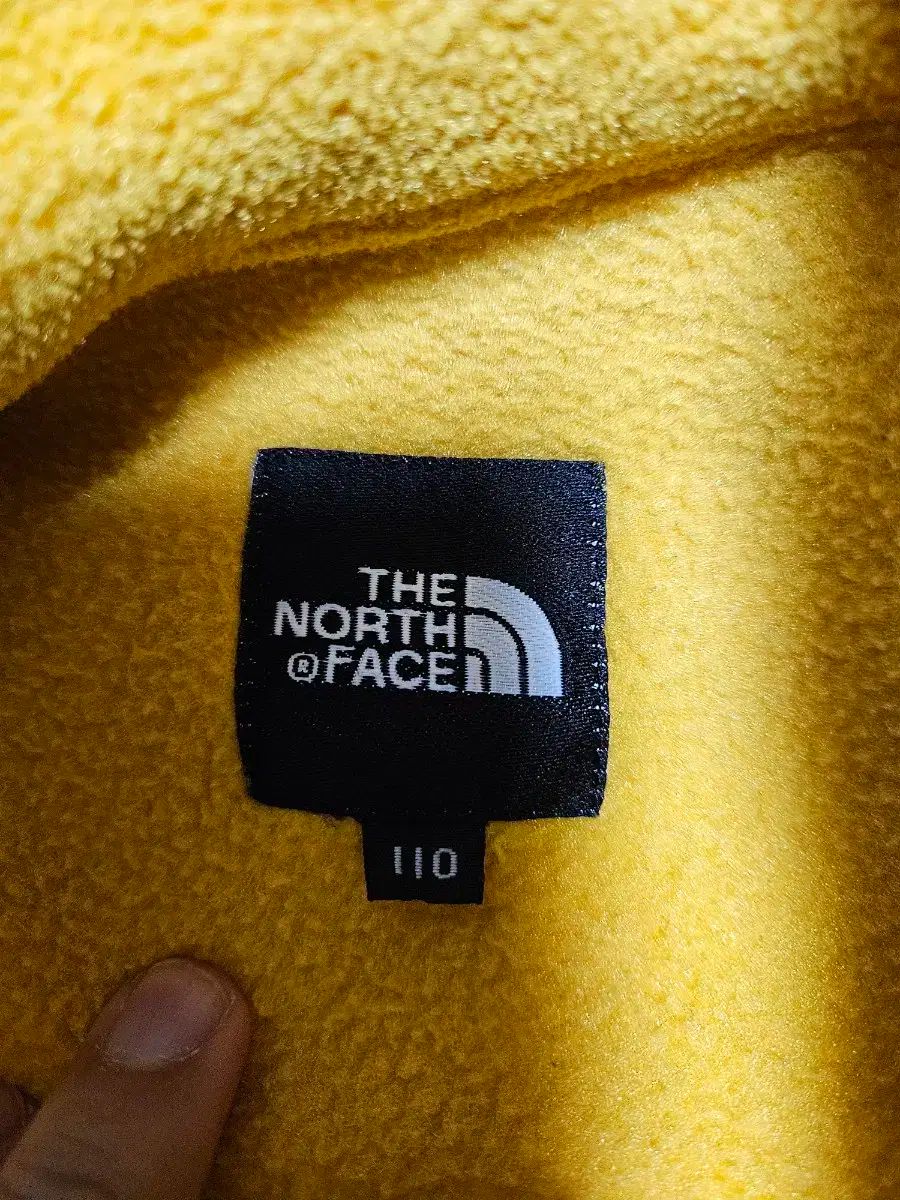 THE
NORTH
®FACE
110